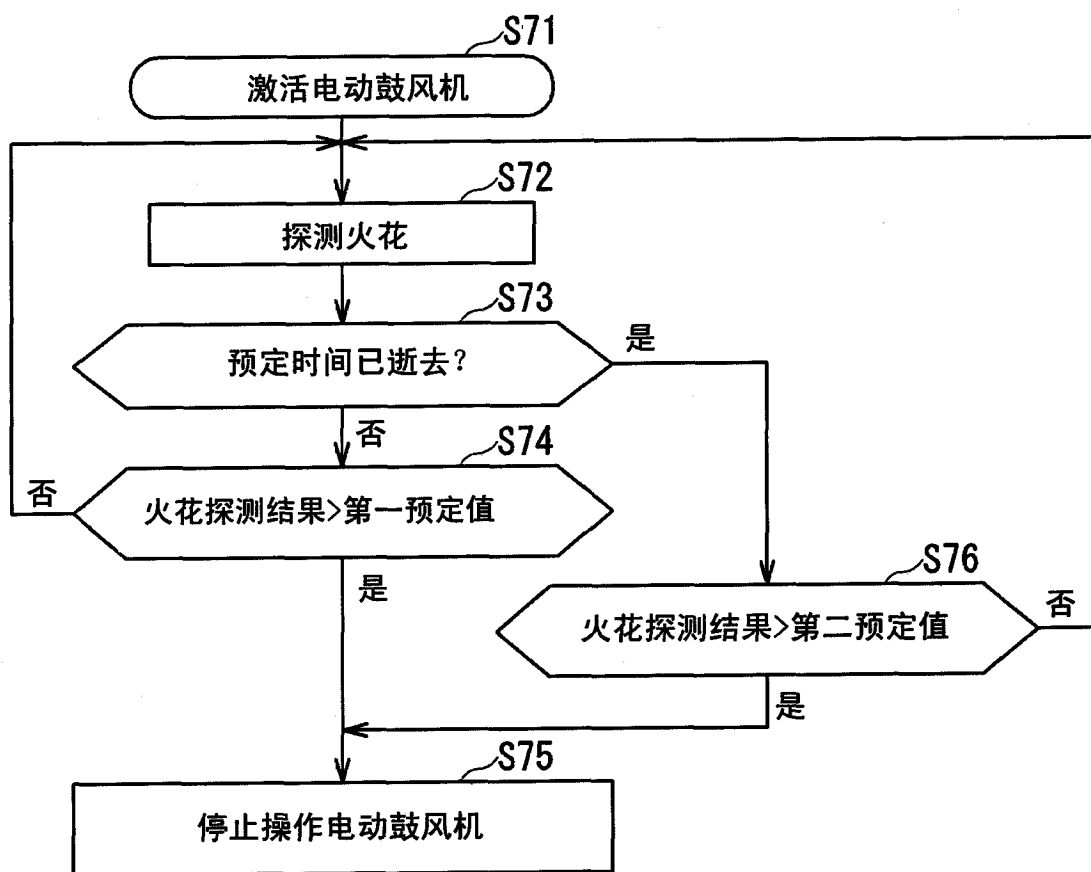 S71
激活电动鼓风机
S72
探测火花
S73
预定时间已逝去?
是
否
S74
火花探测结果>第一预定值
否
是
S76
火花探测结果>第二预定值
否
是
S75
停止操作电动鼓风机